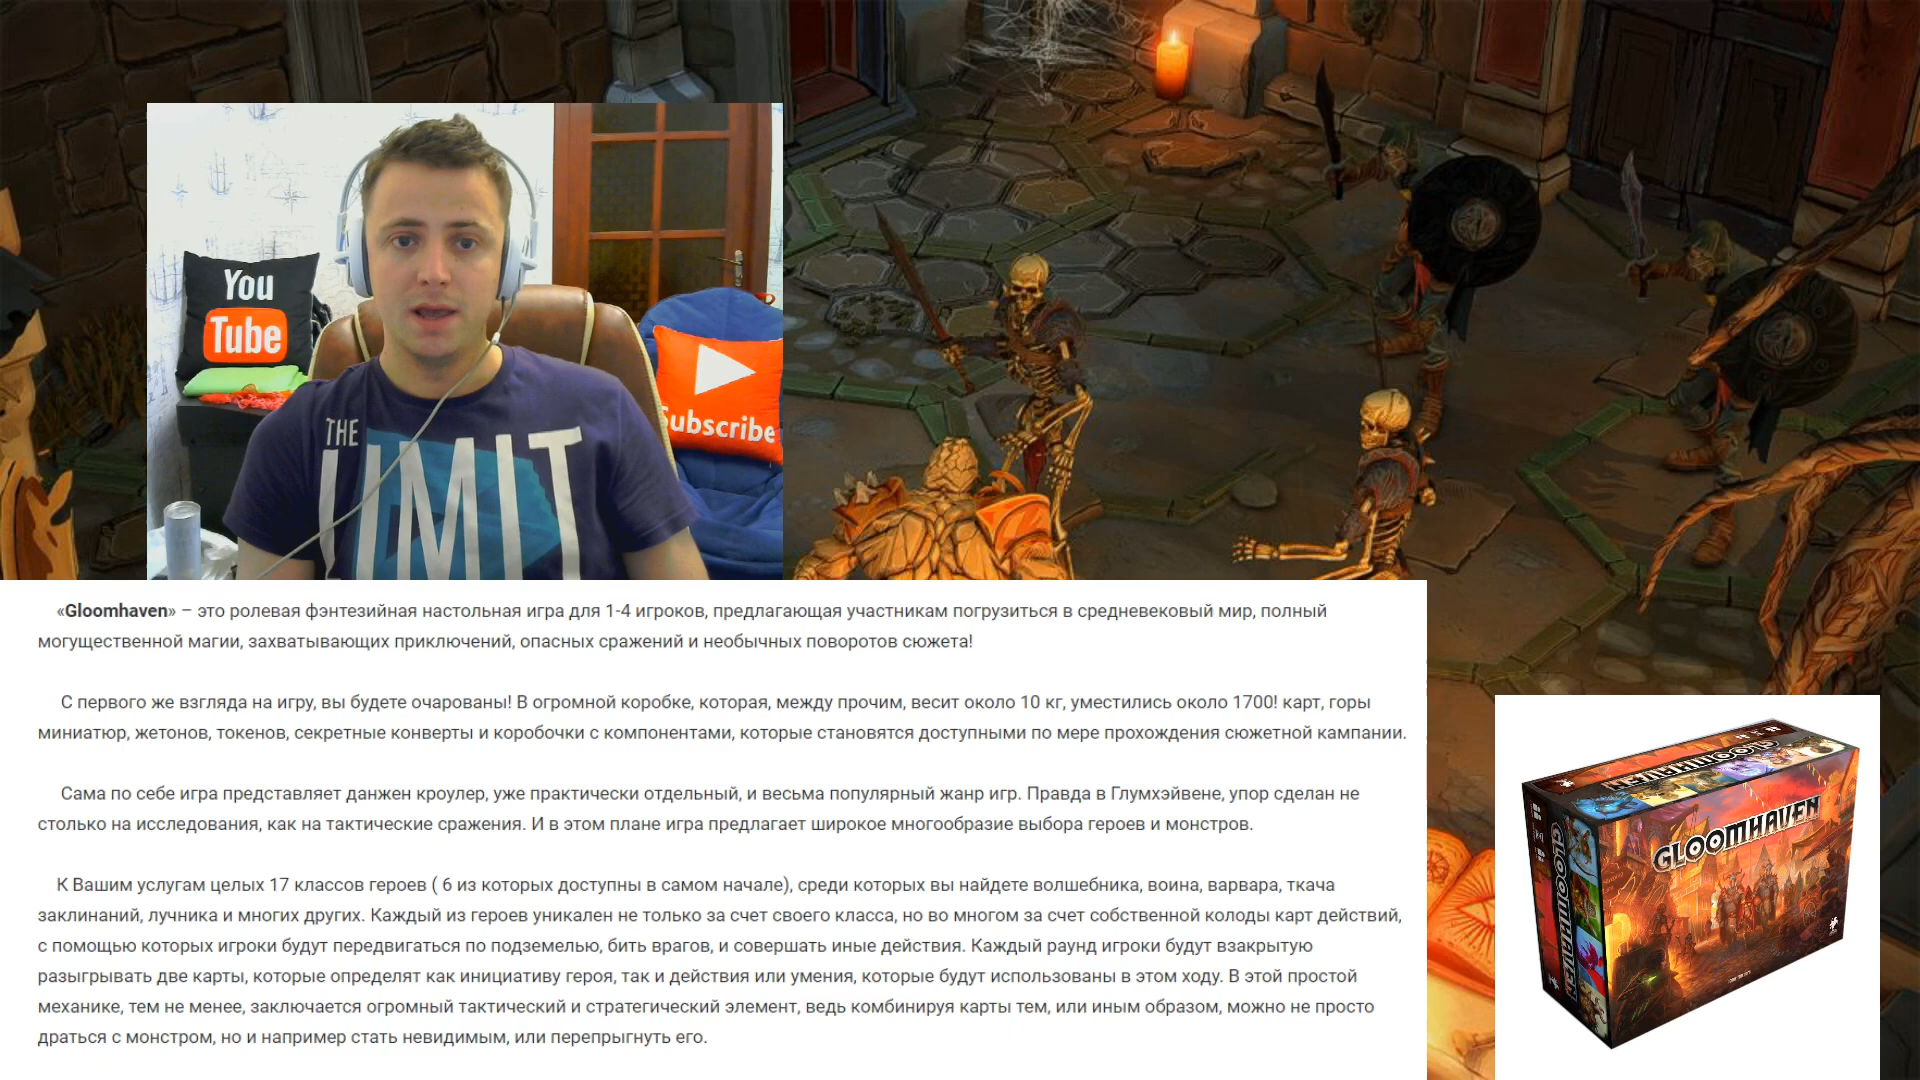 You
Tube
THE
LIMIT
Subscribe
«Gloomhaven» – это ролевая фэнтезийная настольная игра для 1-4 игроков, предлагающая участникам погрузиться в средневековый мир, полный
могущественной магии, захватывающих приключений, опасных сражений и необычных поворотов сюжета!
С первого же взгляда на игру, вы будете очарованы! В огромной коробке, которая, между прочим, весит около 10 кг, уместились около 1700! карт, горы
миниатюр, жетонов, токенов, секретные конверты и коробочки с компонентами, которые становятся доступными по мере прохождения сюжетной кампании.
Сама по себе игра представляет данжен кроулер, уже практически отдельный, и весьма популярный жанр игр. Правда в Глумхэйвене, упор сделан не
столько на исследования, как на тактические сражения. И в этом плане игра предлагает широкое многообразие выбора героев и монстров.
К Вашим услугам целых 17 классов героев ( 6 из которых доступны в самом начале), среди которых вы найдете волшебника, воина, варвара, ткача
заклинаний, лучника и многих других. Каждый из героев уникален не только за счет своего класса, но во многом за счет собственной колоды карт действий,
с помощью которых игроки будут передвигаться по подземелью, бить врагов, и совершать иные действия. Каждый раунд игроки будут взакрытую
разыгрывать две карты, которые определят как инициативу героя, так и действия или умения, которые будут использованы в этом ходу. В этой простой
механике, тем не менее, заключается огромный тактический и стратегический элемент, ведь комбинируя карты тем, или иным образом, можно не просто
драться с монстром, но и например стать невидимым, или перепрыгнуть его.
GLOOMHAVEN
GLOOMHAVEN
GLOOMHAVEN